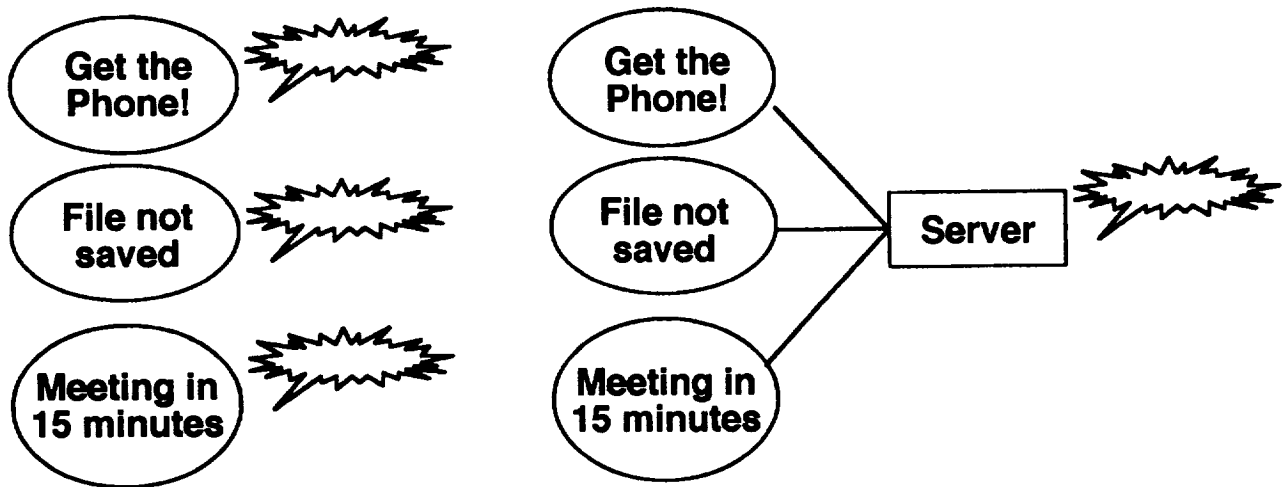 Get the
Phone!
File not
saved
Meeting in
15 minutes
Get the
Phone!
File not
saved
Meeting in
15 minutes
Server